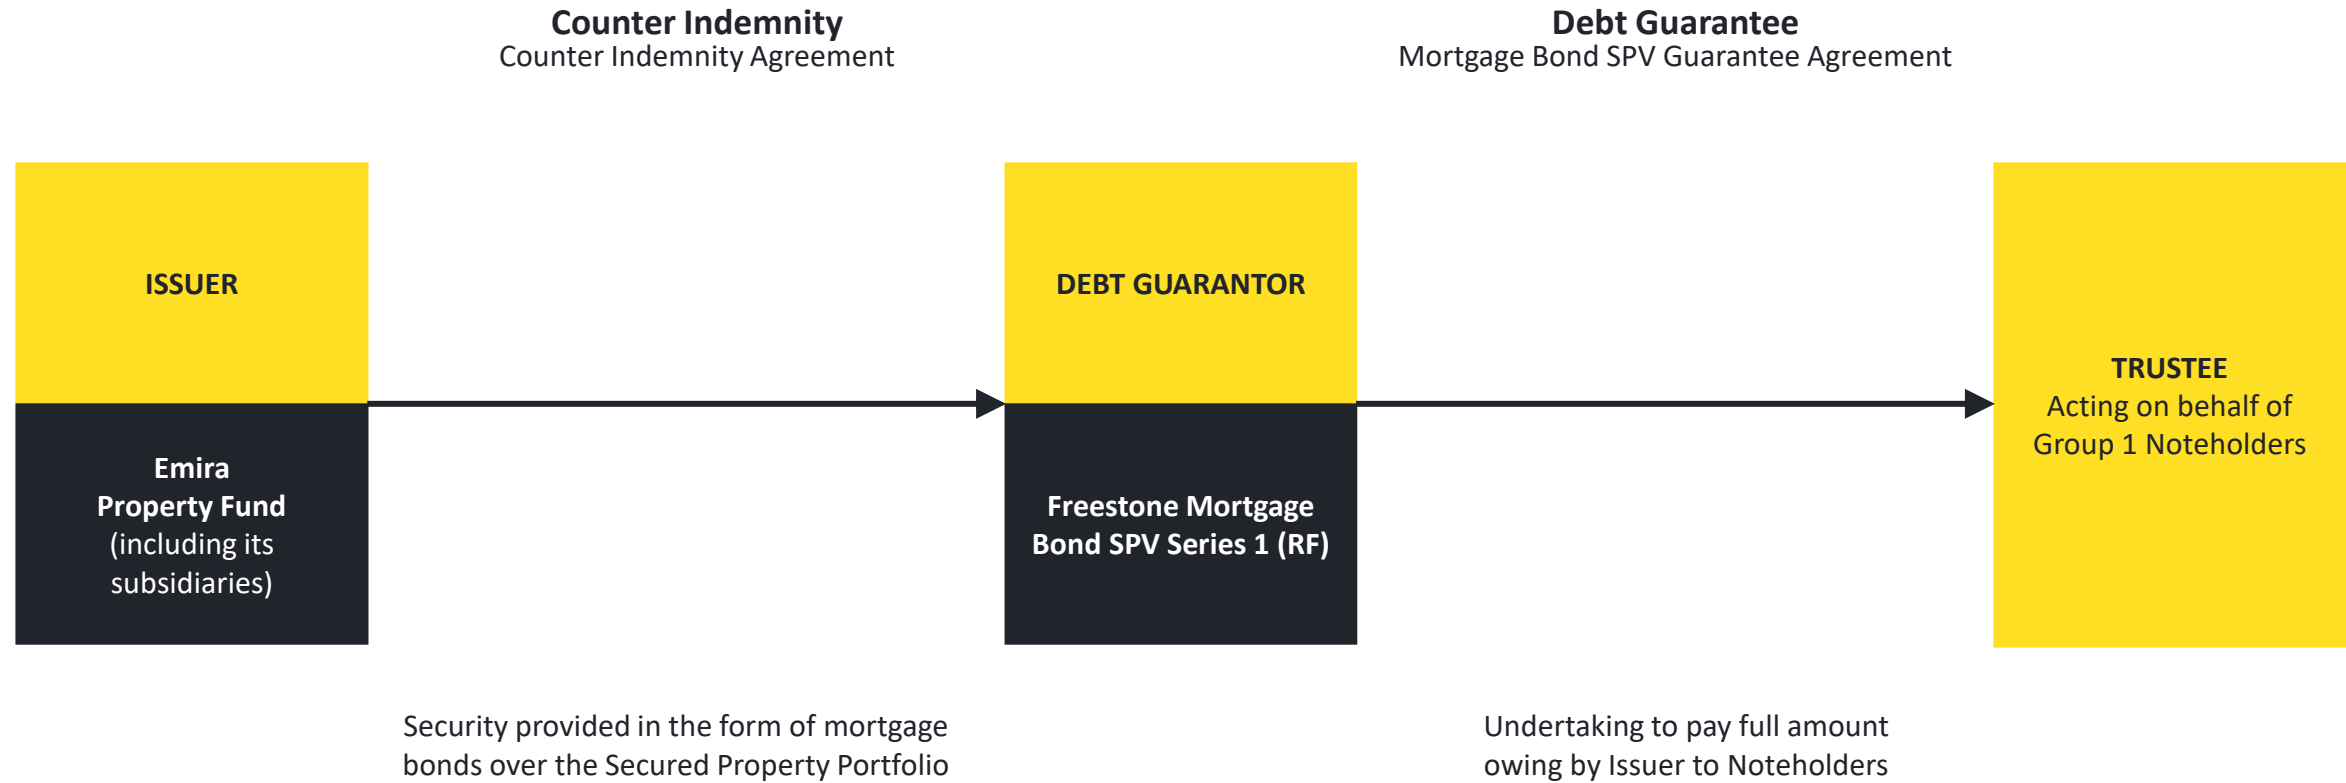 Counter Indemnity
Counter Indemnity Agreement
Debt Guarantee
Mortgage Bond SPV Guarantee Agreement
ISSUER
Emira
Property Fund
(including its
subsidiaries)
DEBT GUARANTOR
Freestone Mortgage
Bond SPV Series 1 (RF)
TRUSTEE
Acting on behalf of
Group 1 Noteholders
Security provided in the form of mortgage
bonds over the Secured Property Portfolio
Undertaking to pay full amount
owing by Issuer to Noteholders